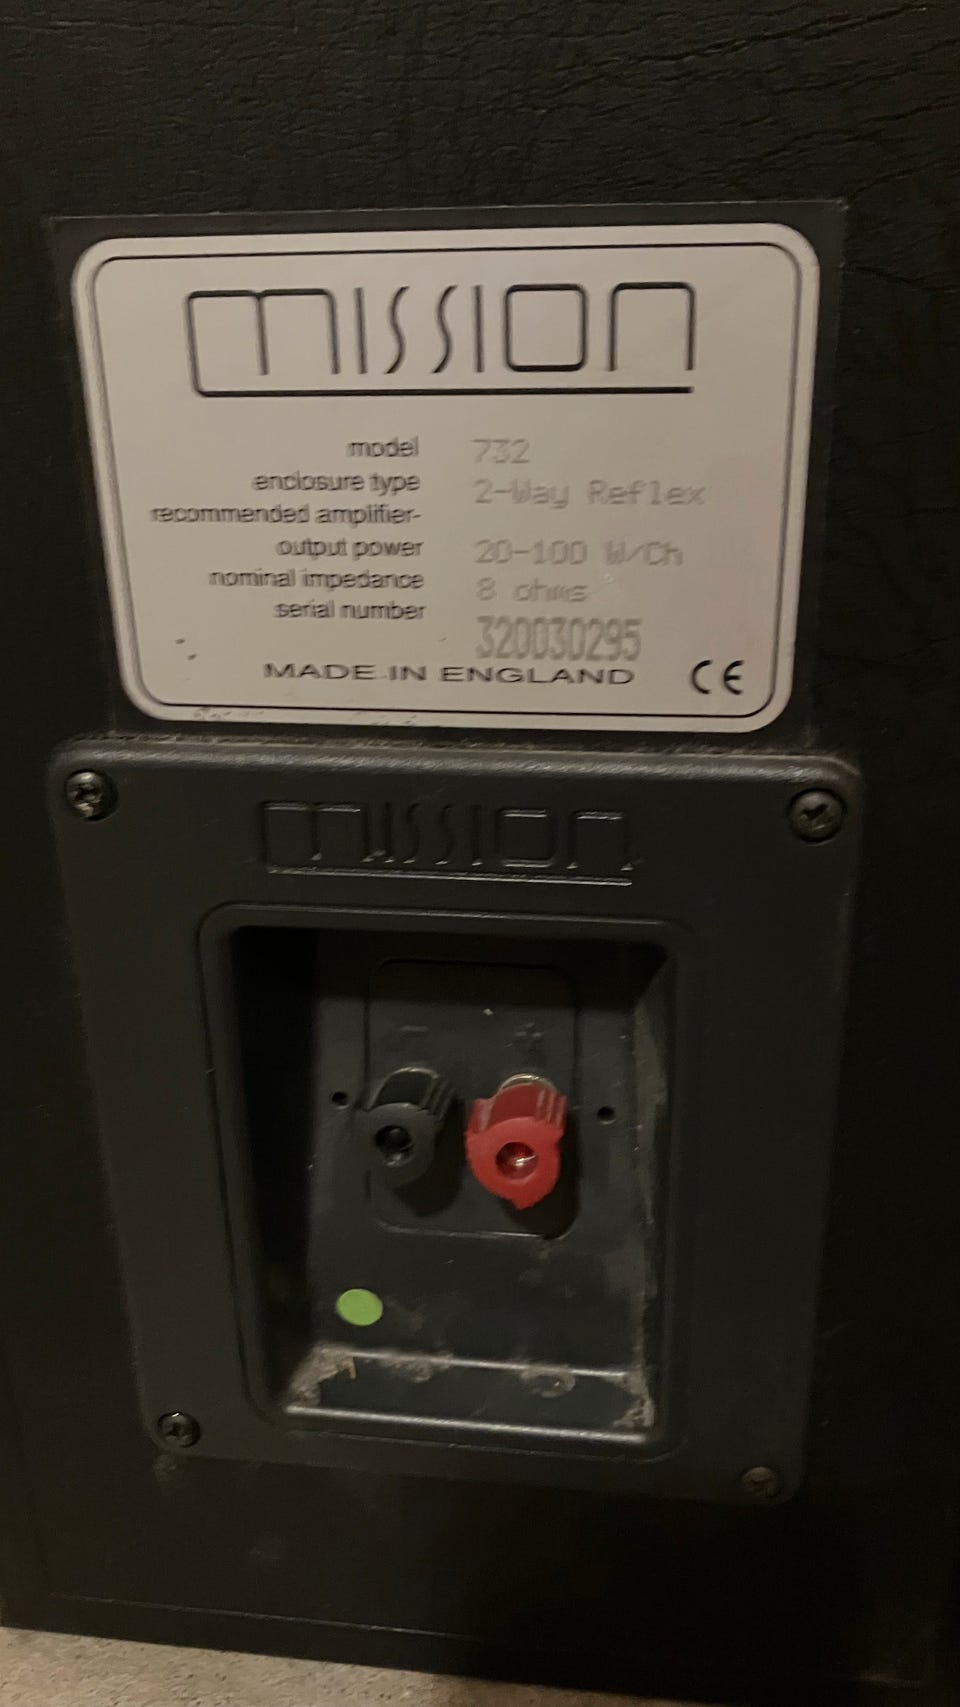 mission
model 732
enclosure type 2-Way Reflex
recommended amplifier-
output power 20-100 W/Ch
nominal impedance 8 ohms
serial number 320030295
MADE IN ENGLAND CE
mission
- +